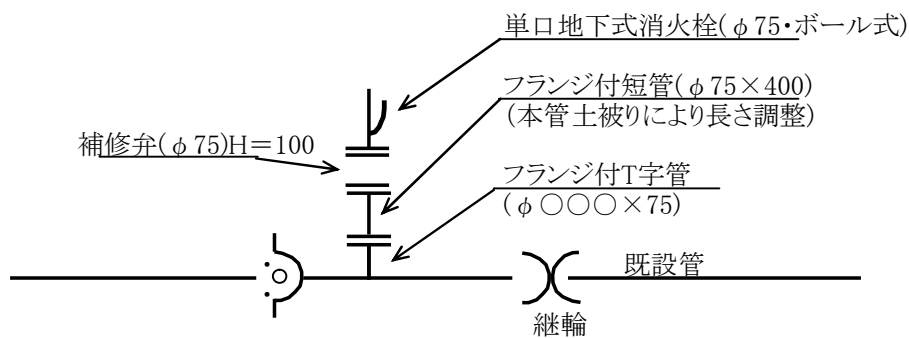 単口地下式消火栓(φ75・ボール式)
フランジ付短管(φ75×400)
(本管土被りにより長さ調整)
補修弁(φ75)H＝100
フランジ付T字管
(φ○○○×75)
既設管
継輪